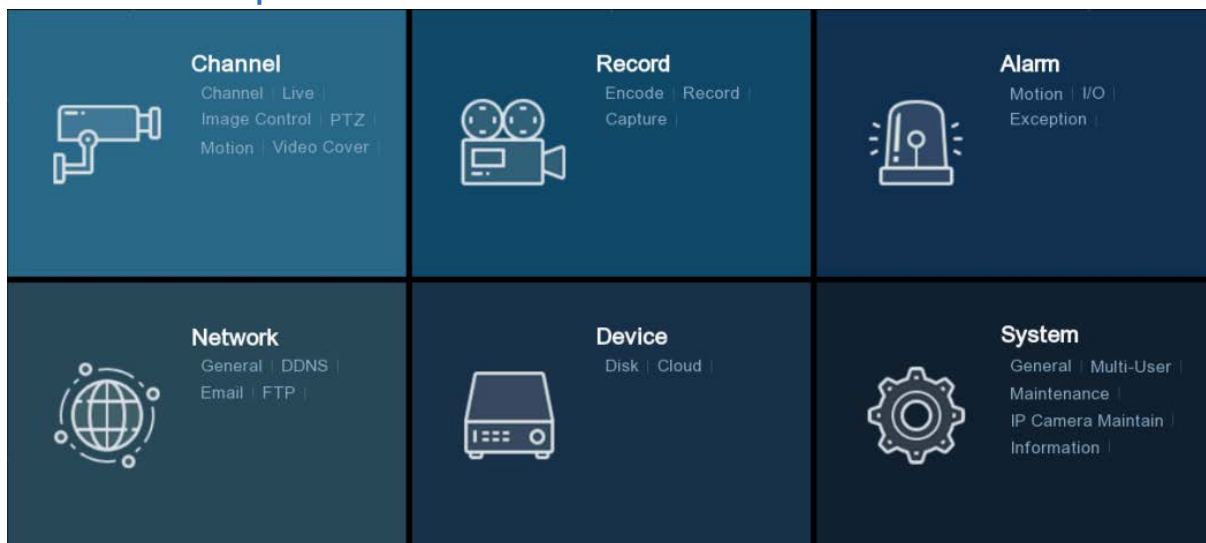 Channel
Channel | Live |
Image Control | PTZ |
Motion | Video Cover |
Record
Encode | Record |
Capture |
Alarm
Motion | I/O |
Exception |
Network
General | DDNS |
Email | FTP |
Device
Disk | Cloud |
System
General | Multi-User |
Maintenance |
IP Camera Maintain |
Information |